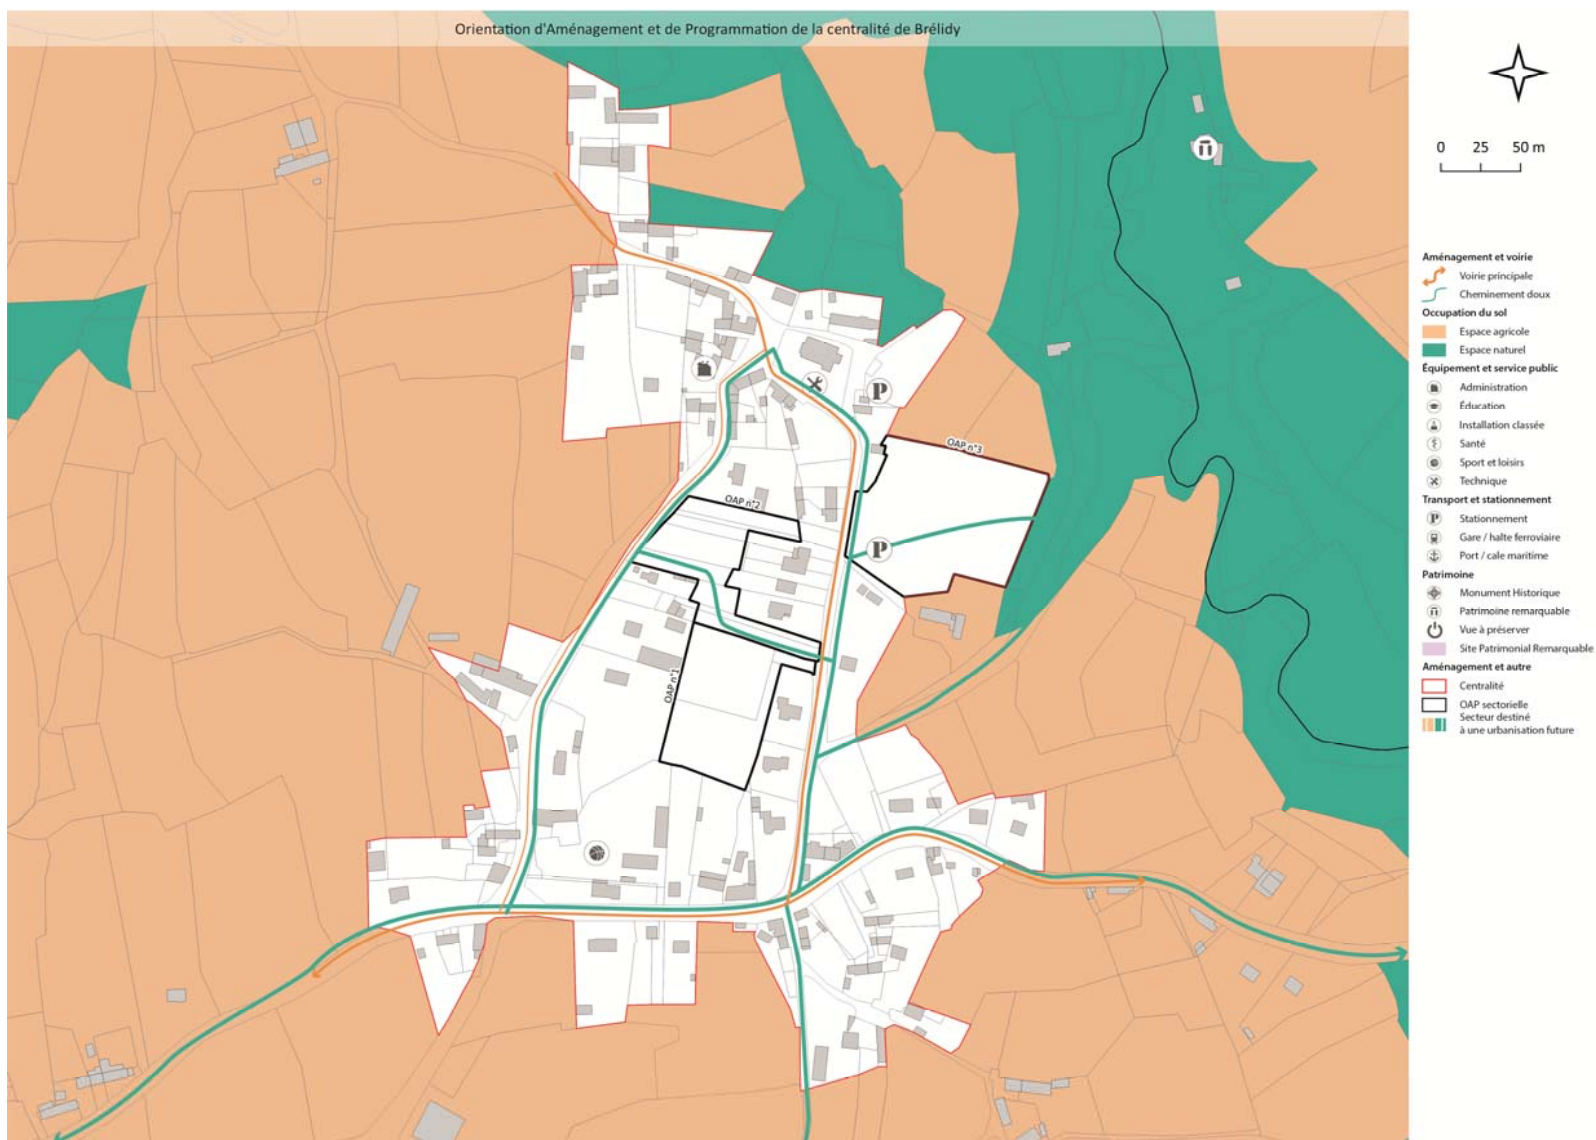 Orientation d'Aménagement et de Programmation de la centralité de Brélidy
0 25 50 m
Aménagement et voirie
Voirie principale
Cheminement doux
Occupation du sol
Espace agricole
Espace naturel
Équipement et service public
Administration
Éducation
Installation classée
Santé
Sport et loisirs
Technique
Transport et stationnement
P Stationnement
Gare / halte ferroviaire
Port / cale maritime
Patrimoine
Monument Historique
Patrimoine remarquable
Vue à préserver
Site Patrimonial Remarquable
Aménagement et autre
Centralité
OAP sectorielle
Secteur destiné
à une urbanisation future
P
OAP n°3
OAP n°2
P
OAP n°1